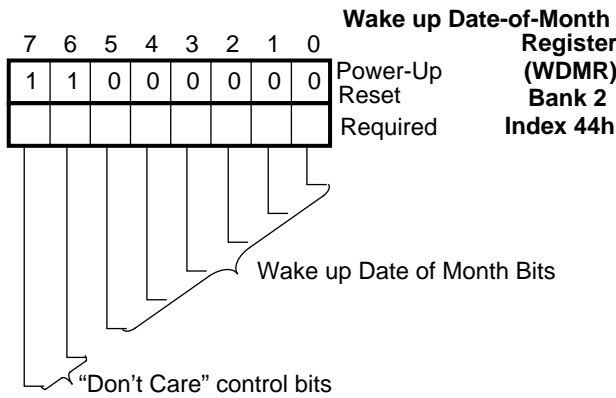 Wake up Date-of-Month
Register
(WDMR)
Bank 2
Index 44h
7 6 5 4 3 2 1 0
1 1 0 0 0 0 0 0
Power-Up
Reset
Required
Wake up Date of Month Bits
“Don’t Care” control bits